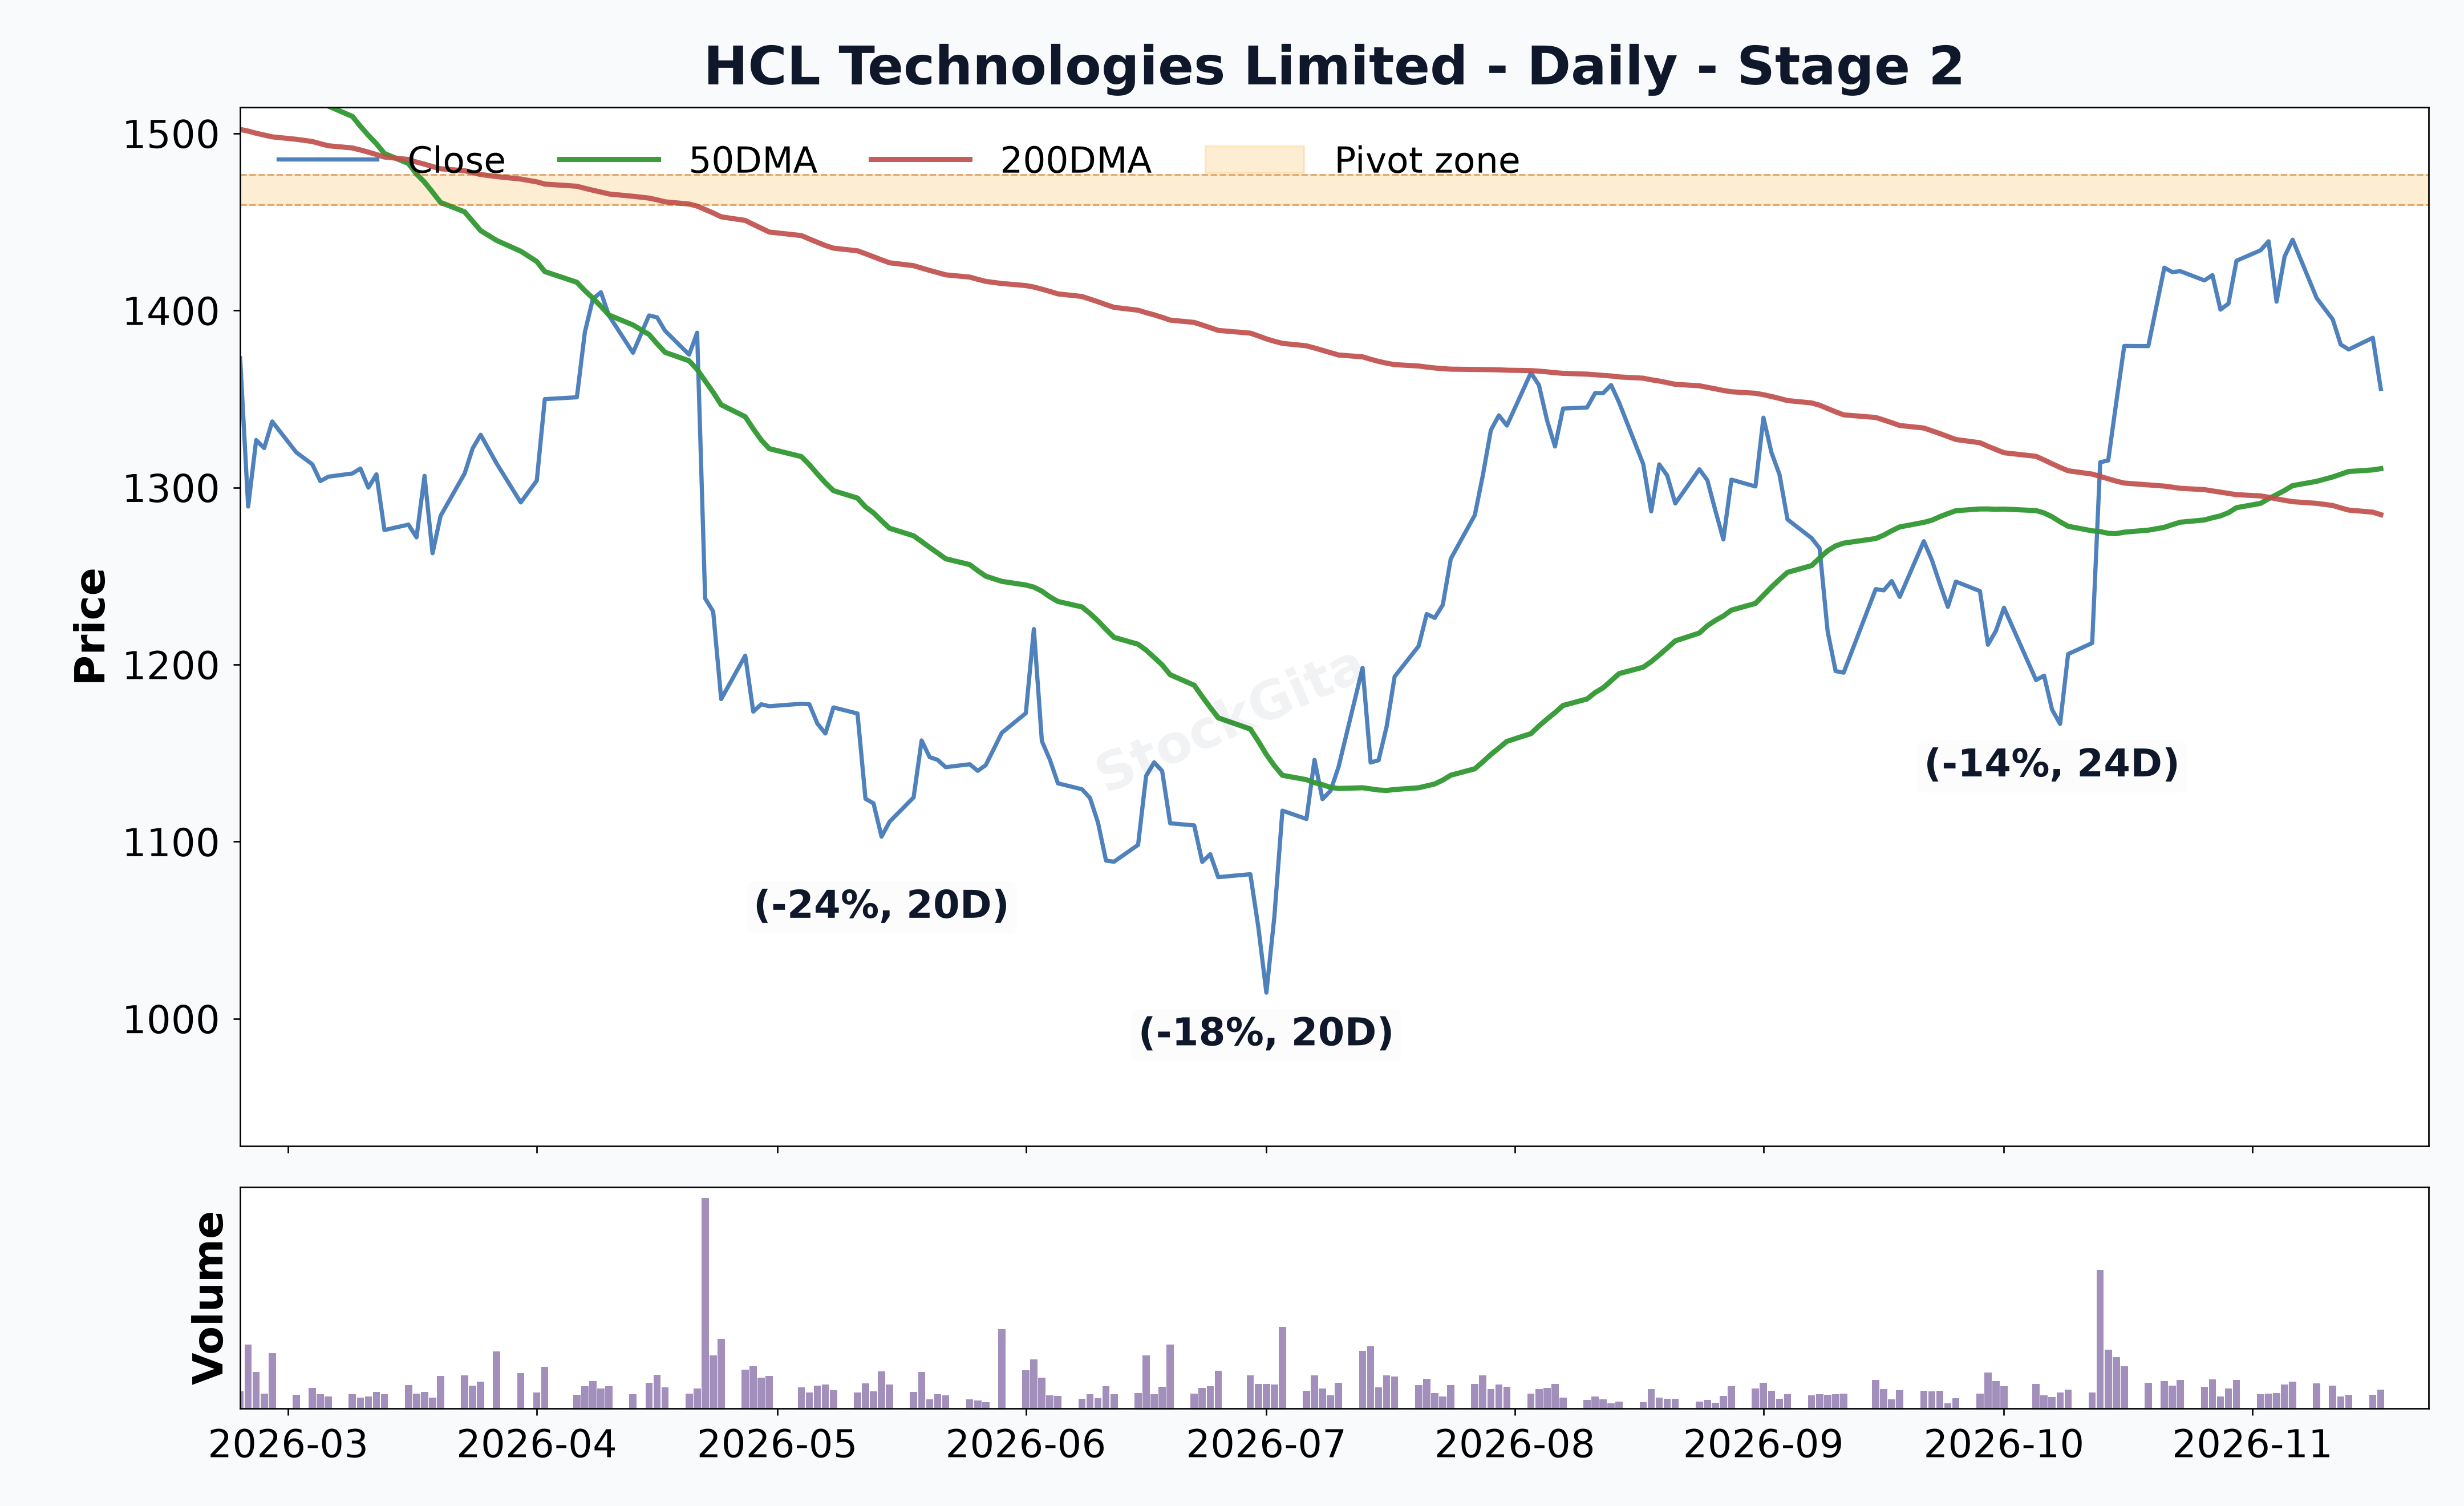 HCL Technologies Limited - Daily - Stage 2
Close 50DMA 200DMA Pivot zone
1500
1400
1300
1200
1100
1000
Price
StockGita
(-24%, 20D)
(-18%, 20D)
(-14%, 24D)
Volume
2026-03 2026-04 2026-05 2026-06 2026-07 2026-08 2026-09 2026-10 2026-11